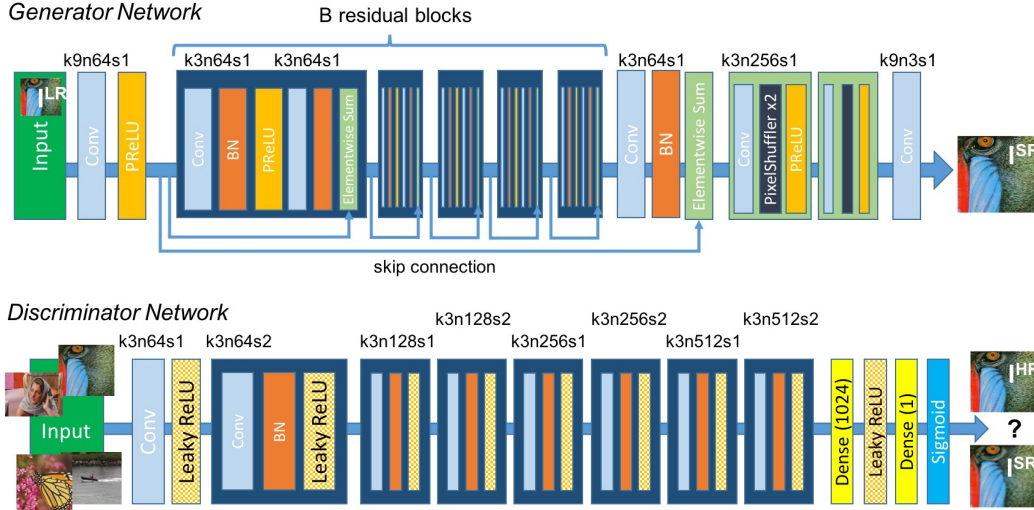 Generator Network
B residual blocks
k9n64s1
k3n64s1 k3n64s1
k3n64s1
k3n256s1
k9n3s1
I^LR
Input
Conv
PReLU
Conv
BN
PReLU
Elementwise Sum
Conv
BN
Elementwise Sum
Conv
PixelShuffler x2
PReLU
Conv
I^SR
skip connection
Discriminator Network
k3n64s1
k3n64s2
k3n128s1
k3n128s2
k3n256s1
k3n256s2
k3n512s1
k3n512s2
Input
Conv
Leaky ReLU
Conv
BN
Leaky ReLU
Dense (1024)
Leaky ReLU
Dense (1)
Sigmoid
I^HR
?
I^SR